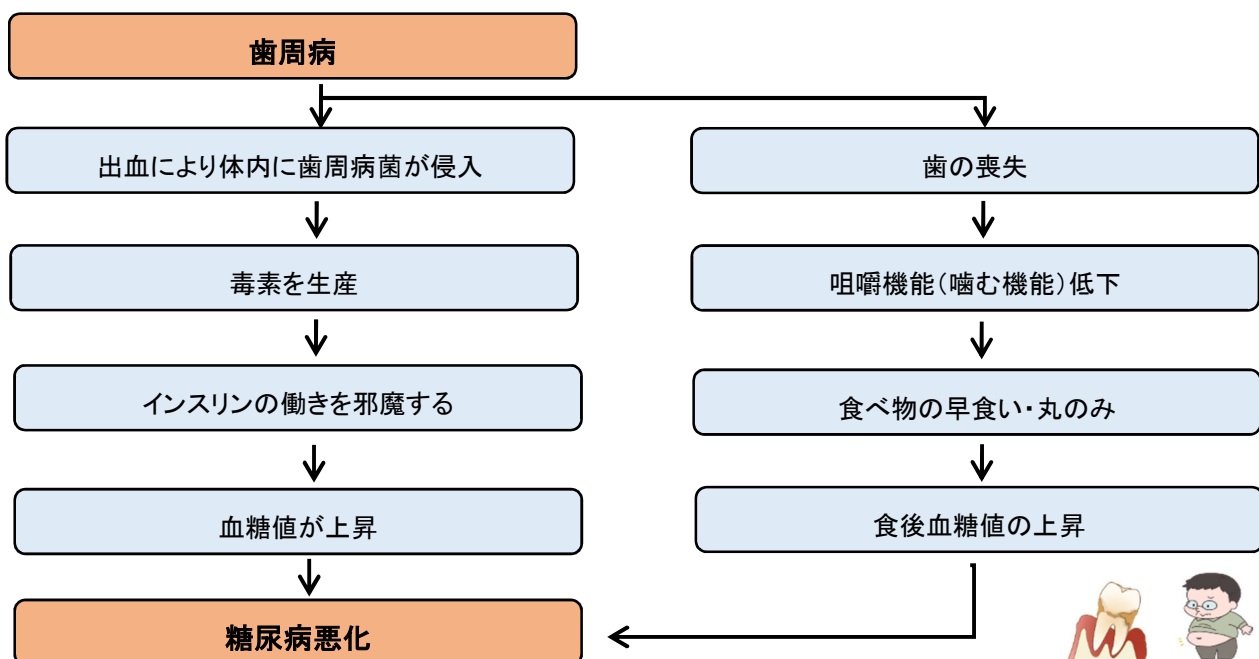 歯周病
出血により体内に歯周病菌が侵入
毒素を生産
インスリンの働きを邪魔する
血糖値が上昇
歯の喪失
咀嚼機能（噛む機能）低下
食べ物の早食い・丸のみ
食後血糖値の上昇
糖尿病悪化